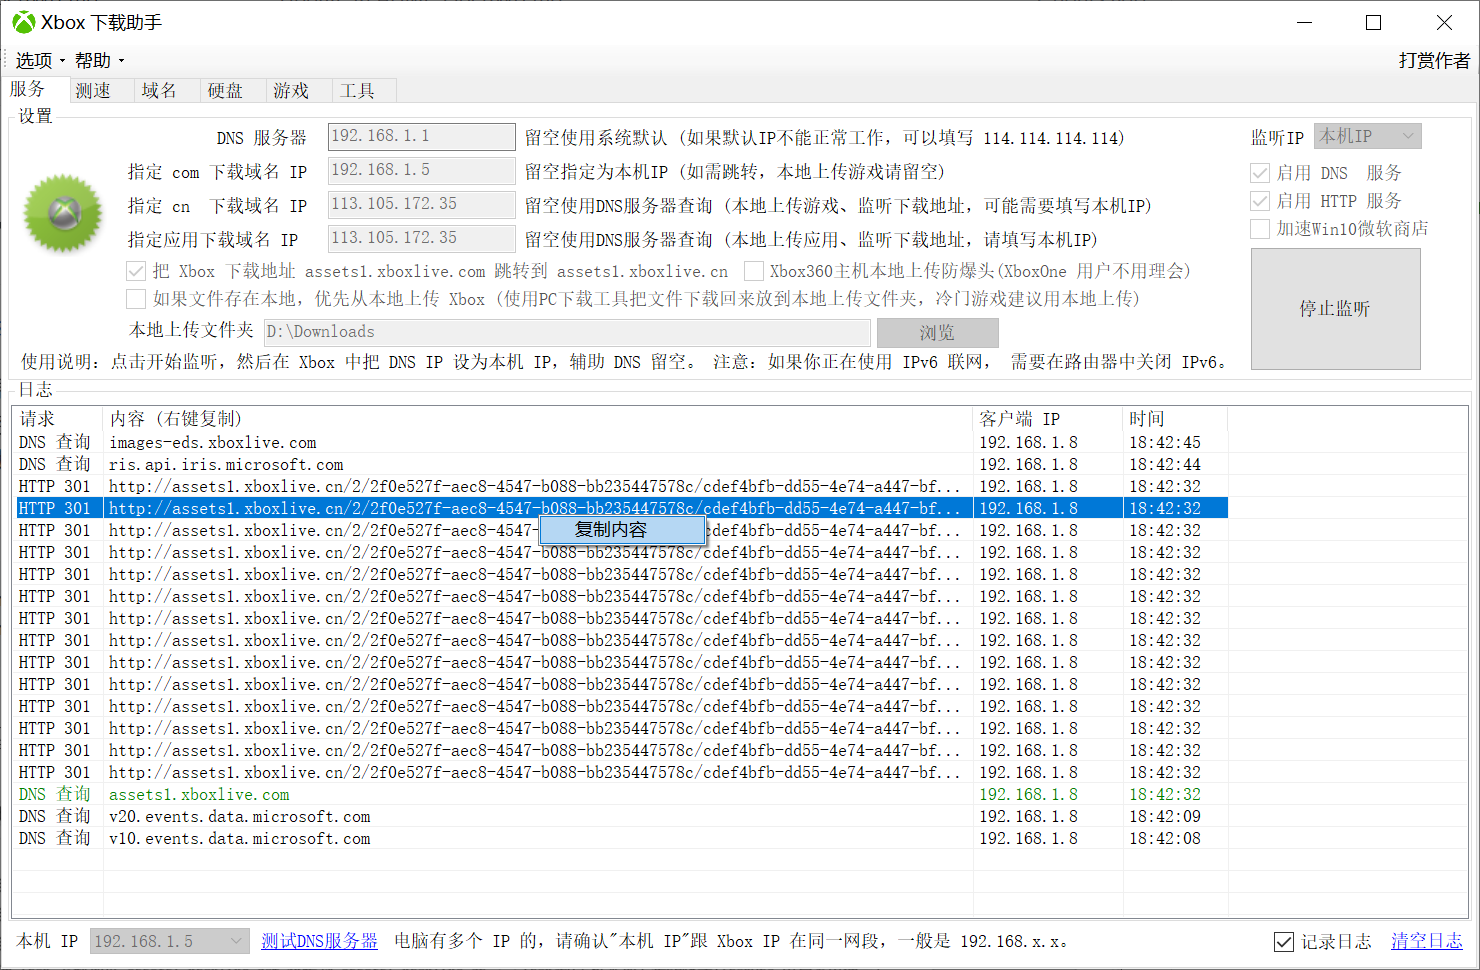 Xbox 下载助手
选项 帮助 打赏作者
服务 测速 域名 硬盘 游戏 工具
设置
DNS 服务器 192.168.1.1 留空使用系统默认 (如果默认IP不能正常工作，可以填写 114.114.114.114) 监听IP 本机IP
指定 com 下载域名 IP 192.168.1.5 留空指定为本机IP (如需跳转，本地上传游戏请留空) 启用 DNS 服务
指定 cn 下载域名 IP 113.105.172.35 留空使用DNS服务器查询 (本地上传游戏、监听下载地址，可能需要填写本机IP) 启用 HTTP 服务
指定应用下载域名 IP 113.105.172.35 留空使用DNS服务器查询 (本地上传应用、监听下载地址，请填写本机IP) 加速Win10微软商店
把 Xbox 下载地址 assets1.xboxlive.com 跳转到 assets1.xboxlive.cn Xbox360主机本地上传防爆头(XboxOne 用户不用理会)
如果文件存在本地，优先从本地上传 Xbox (使用PC下载工具把文件下载回来放到本地上传文件夹，冷门游戏建议用本地上传) 停止监听
本地上传文件夹 D:\Downloads 浏览
使用说明：点击开始监听，然后在 Xbox 中把 DNS IP 设为本机 IP，辅助 DNS 留空。 注意：如果你正在使用 IPv6 联网， 需要在路由器中关闭 IPv6。
日志
请求 内容 (右键复制) 客户端 IP 时间
DNS 查询 images-eds.xboxlive.com 192.168.1.8 18:42:45
DNS 查询 ris.api.iris.microsoft.com 192.168.1.8 18:42:44
HTTP 301 http://assets1.xboxlive.cn/2/2f0e527f-aec8-4547-b088-bb235447578c/cdef4bfb-dd55-4e74-a447-bf... 192.168.1.8 18:42:32
HTTP 301 http://assets1.xboxlive.cn/2/2f0e527f-aec8-4547-b088-bb235447578c/cdef4bfb-dd55-4e74-a447-bf... 192.168.1.8 18:42:32
HTTP 301 http://assets1.xboxlive.cn/2/2f0e527f-aec8-4547- 复制内容 cdef4bfb-dd55-4e74-a447-bf... 192.168.1.8 18:42:32
HTTP 301 http://assets1.xboxlive.cn/2/2f0e527f-aec8-4547-b088-bb235447578c/cdef4bfb-dd55-4e74-a447-bf... 192.168.1.8 18:42:32
HTTP 301 http://assets1.xboxlive.cn/2/2f0e527f-aec8-4547-b088-bb235447578c/cdef4bfb-dd55-4e74-a447-bf... 192.168.1.8 18:42:32
HTTP 301 http://assets1.xboxlive.cn/2/2f0e527f-aec8-4547-b088-bb235447578c/cdef4bfb-dd55-4e74-a447-bf... 192.168.1.8 18:42:32
HTTP 301 http://assets1.xboxlive.cn/2/2f0e527f-aec8-4547-b088-bb235447578c/cdef4bfb-dd55-4e74-a447-bf... 192.168.1.8 18:42:32
HTTP 301 http://assets1.xboxlive.cn/2/2f0e527f-aec8-4547-b088-bb235447578c/cdef4bfb-dd55-4e74-a447-bf... 192.168.1.8 18:42:32
HTTP 301 http://assets1.xboxlive.cn/2/2f0e527f-aec8-4547-b088-bb235447578c/cdef4bfb-dd55-4e74-a447-bf... 192.168.1.8 18:42:32
HTTP 301 http://assets1.xboxlive.cn/2/2f0e527f-aec8-4547-b088-bb235447578c/cdef4bfb-dd55-4e74-a447-bf... 192.168.1.8 18:42:32
HTTP 301 http://assets1.xboxlive.cn/2/2f0e527f-aec8-4547-b088-bb235447578c/cdef4bfb-dd55-4e74-a447-bf... 192.168.1.8 18:42:32
HTTP 301 http://assets1.xboxlive.cn/2/2f0e527f-aec8-4547-b088-bb235447578c/cdef4bfb-dd55-4e74-a447-bf... 192.168.1.8 18:42:32
HTTP 301 http://assets1.xboxlive.cn/2/2f0e527f-aec8-4547-b088-bb235447578c/cdef4bfb-dd55-4e74-a447-bf... 192.168.1.8 18:42:32
HTTP 301 http://assets1.xboxlive.cn/2/2f0e527f-aec8-4547-b088-bb235447578c/cdef4bfb-dd55-4e74-a447-bf... 192.168.1.8 18:42:32
DNS 查询 assets1.xboxlive.com 192.168.1.8 18:42:32
DNS 查询 v20.events.data.microsoft.com 192.168.1.8 18:42:09
DNS 查询 v10.events.data.microsoft.com 192.168.1.8 18:42:08
本机 IP 192.168.1.5 测试DNS服务器 电脑有多个 IP 的，请确认"本机 IP"跟 Xbox IP 在同一网段，一般是 192.168.x.x。 记录日志 清空日志